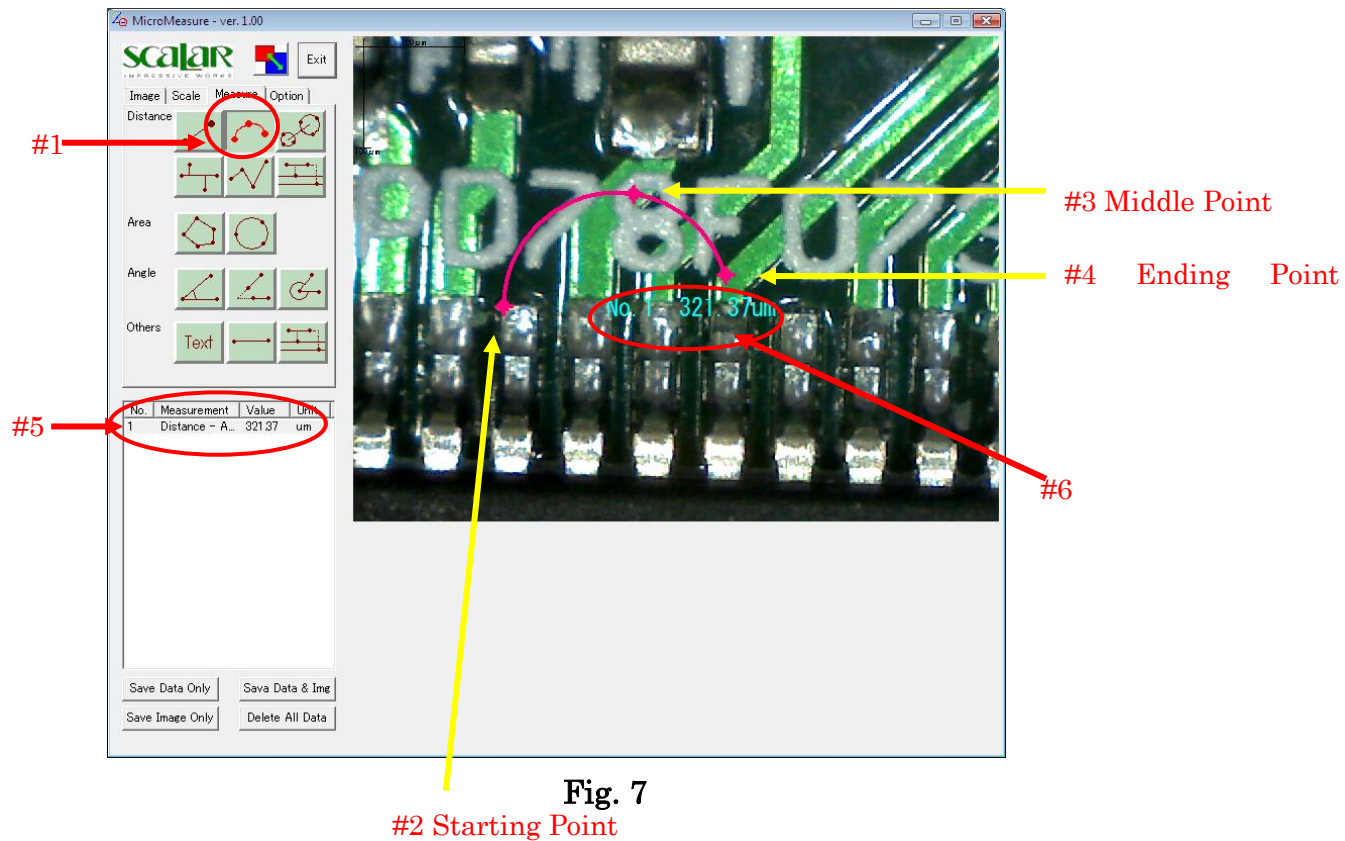 MicroMeasure - ver. 1.00
scalar
IMPRESSIVE WORKS
Exit
Image Scale Measure Option
Distance
#1
Area
Angle
Others
Text
No. Measurement Value Unit
1 Distance - A... 321.37 um
#5
Save Data Only Sava Data & Img
Save Image Only Delete All Data
100um
PD78F073
No. 1 321.37um
#3 Middle Point
#4 Ending Point
#6
Fig. 7
#2 Starting Point